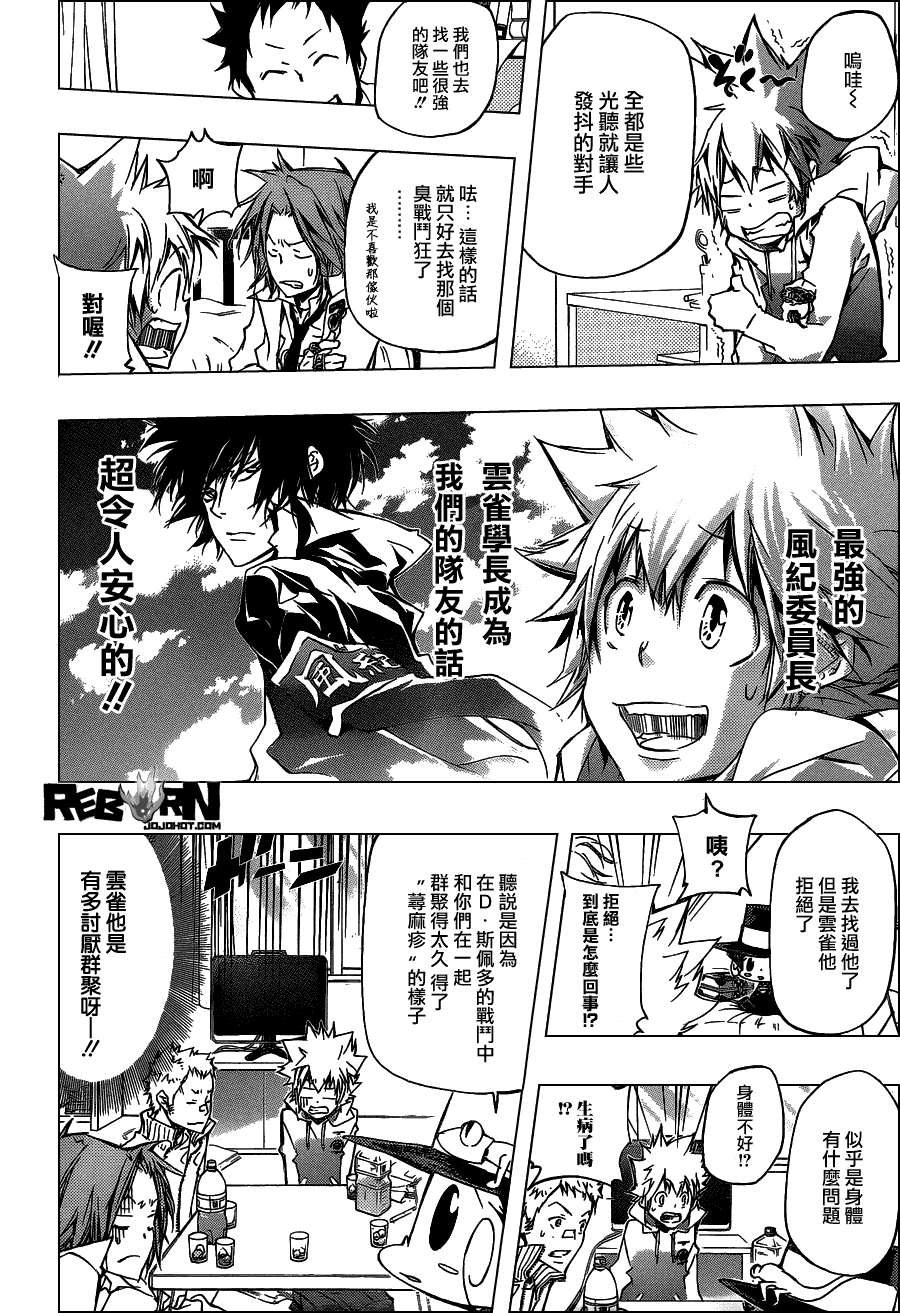 嗚哇~
全都是些
光聽就讓人
發抖的對手
我們也去
找一些很強
的隊友吧!!
呿…這樣的話
就只好去找那個
臭戰鬥狂了
………
我是不喜歡那傢伙啦
啊
對喔!!
最強的
風紀委員長
雲雀學長成為
我們的隊友的話
超令人安心的!!
風紀
REBORN
JOJOHOT.COM
我去找過他了
但是雲雀他
拒絕了
咦?
拒絕…
到底是怎麼回事!?
似乎是身體
有什麼問題
身體
不好!?
生病了嗎
!?
聽説是因為
在D·斯佩多的戰鬥中
和你們在一起
群聚得太久 得了
“蕁麻疹“的樣子
ガーン
雲雀他是
有多討厭群聚呀—!!